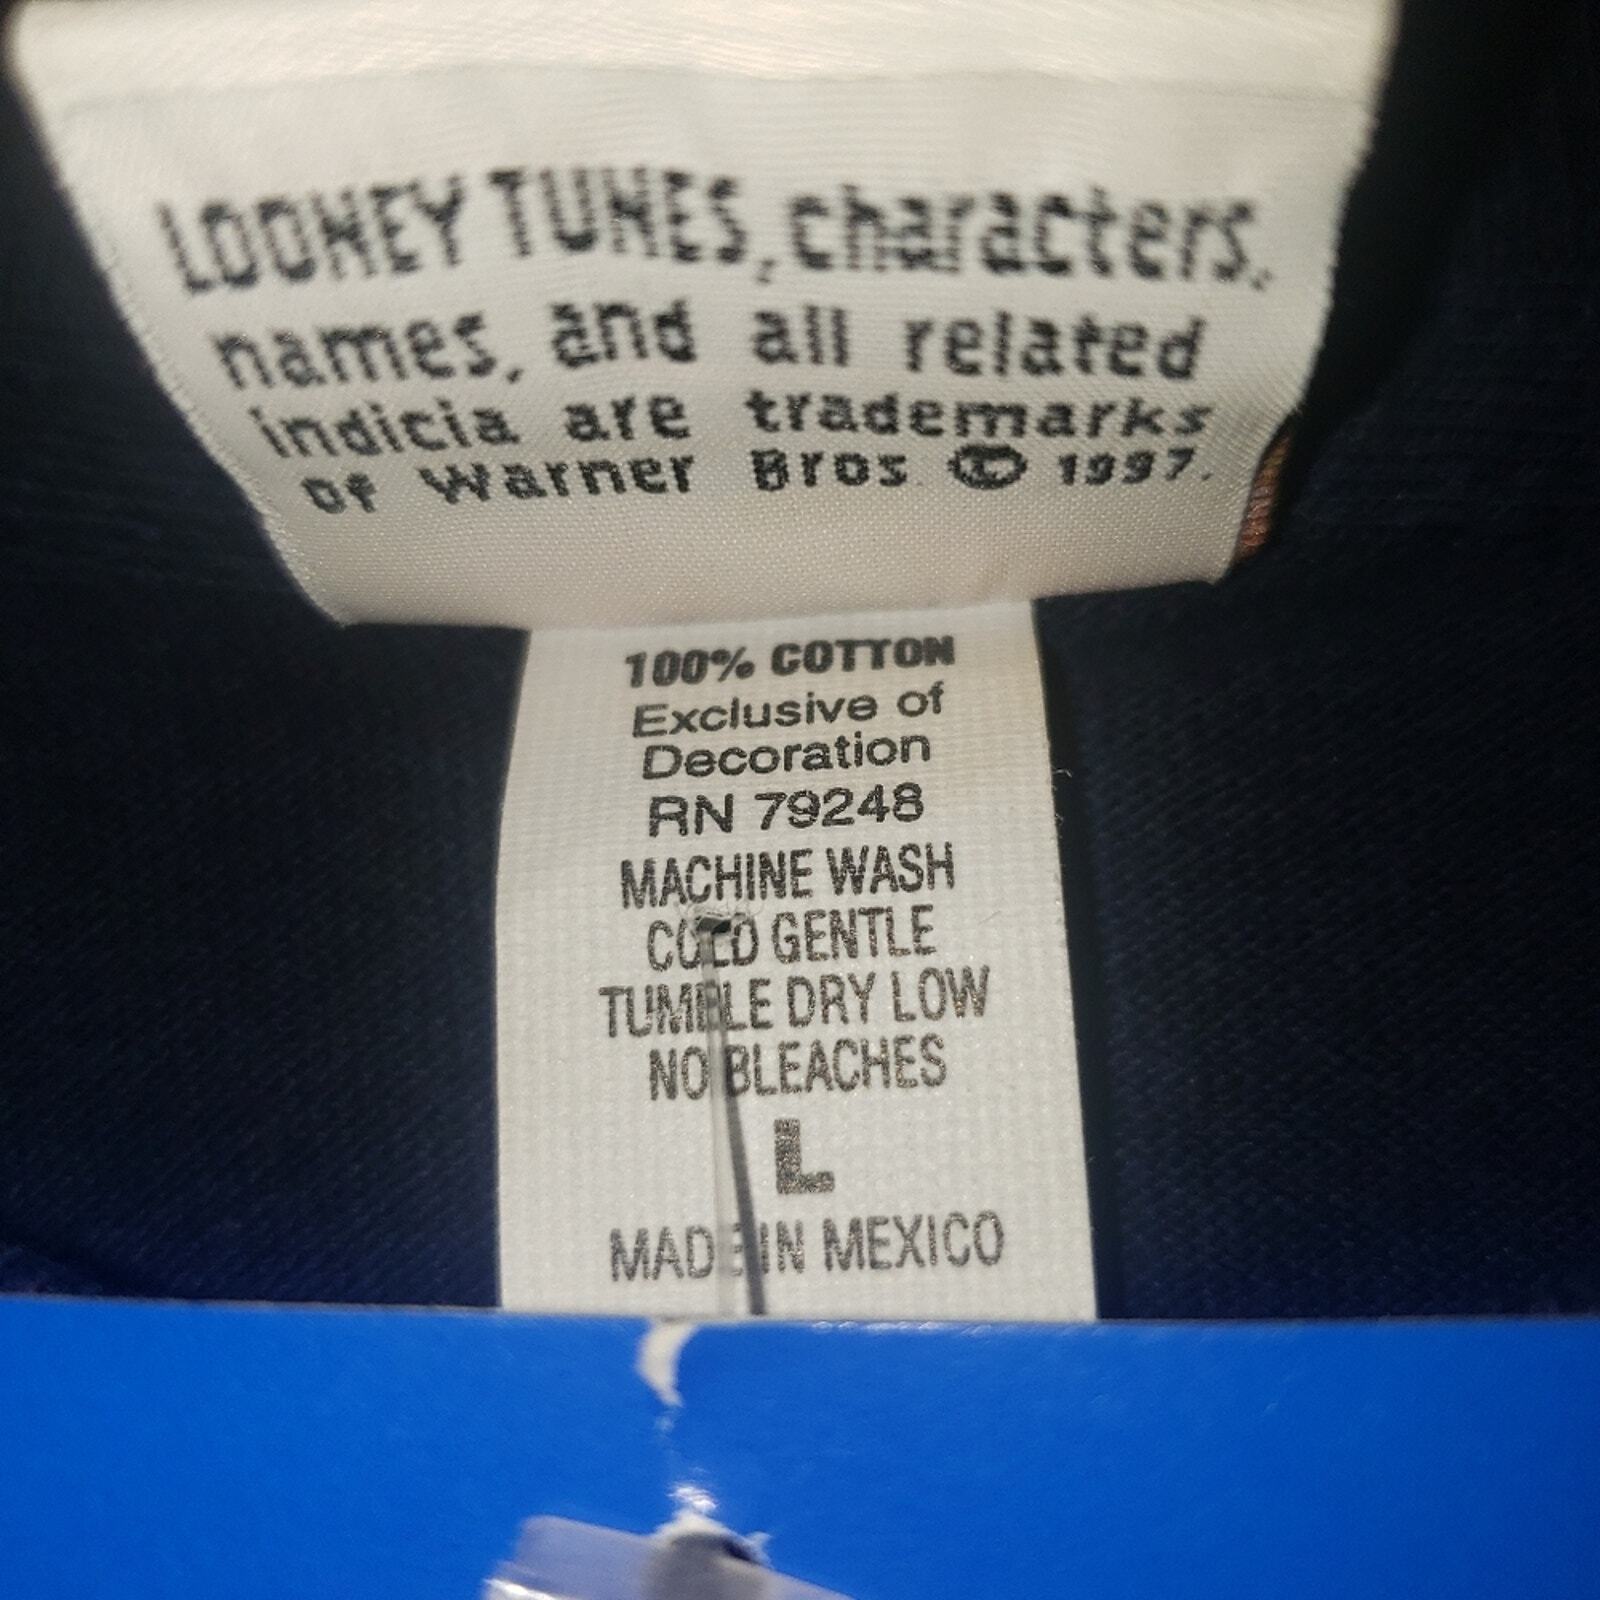 LOONEY TUNES, characters,
names, and all related
indicia are trademarks
of Warner Bros. © 1997.
100% COTTON
Exclusive of
Decoration
RN 79248
MACHINE WASH
COLD GENTLE
TUMBLE DRY LOW
NO BLEACHES
L
MADE IN MEXICO